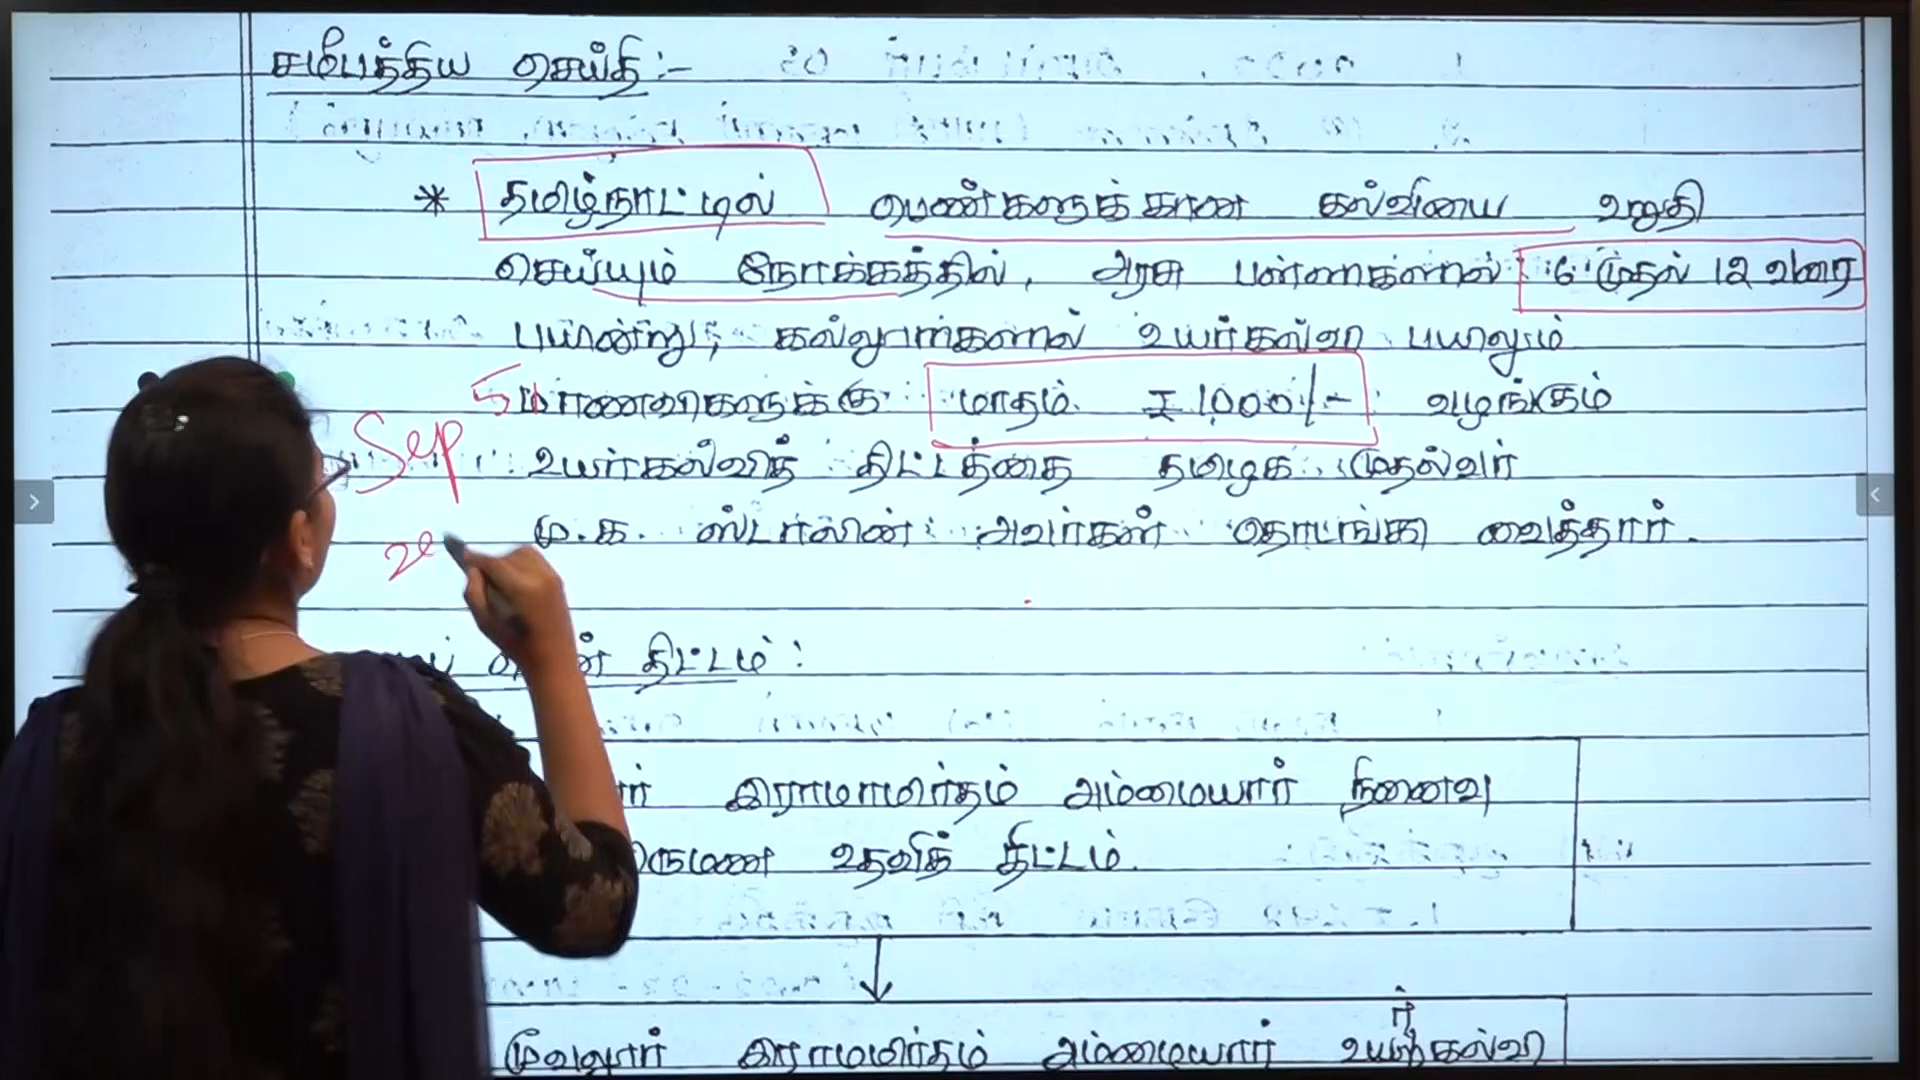 சமீபத்திய செய்தி :-
* தமிழ்நாட்டில் பெண்களுக்கான கல்வியை உறுதி
செய்யும் நோக்கத்தில், அரசு பள்ளிகளில் 6 முதல் 12 வரை
பயின்று, கல்லூரிகளில் உயர்கல்வி பயிலும்
5 மாணவிகளுக்கு மாதம் ₹ 1000/- வழங்கும்
Sep உயர்கல்வித் திட்டத்தை தமிழக முதல்வர்
மு.க. ஸ்டாலின் அவர்கள் தொடங்கி வைத்தார்.
திட்டம் :
இராமாமிர்தம் அம்மையார் நினைவு
உதவித் திட்டம்.
மூவலூர் இராமமிர்தம் அம்மையார் உயர்கல்வி